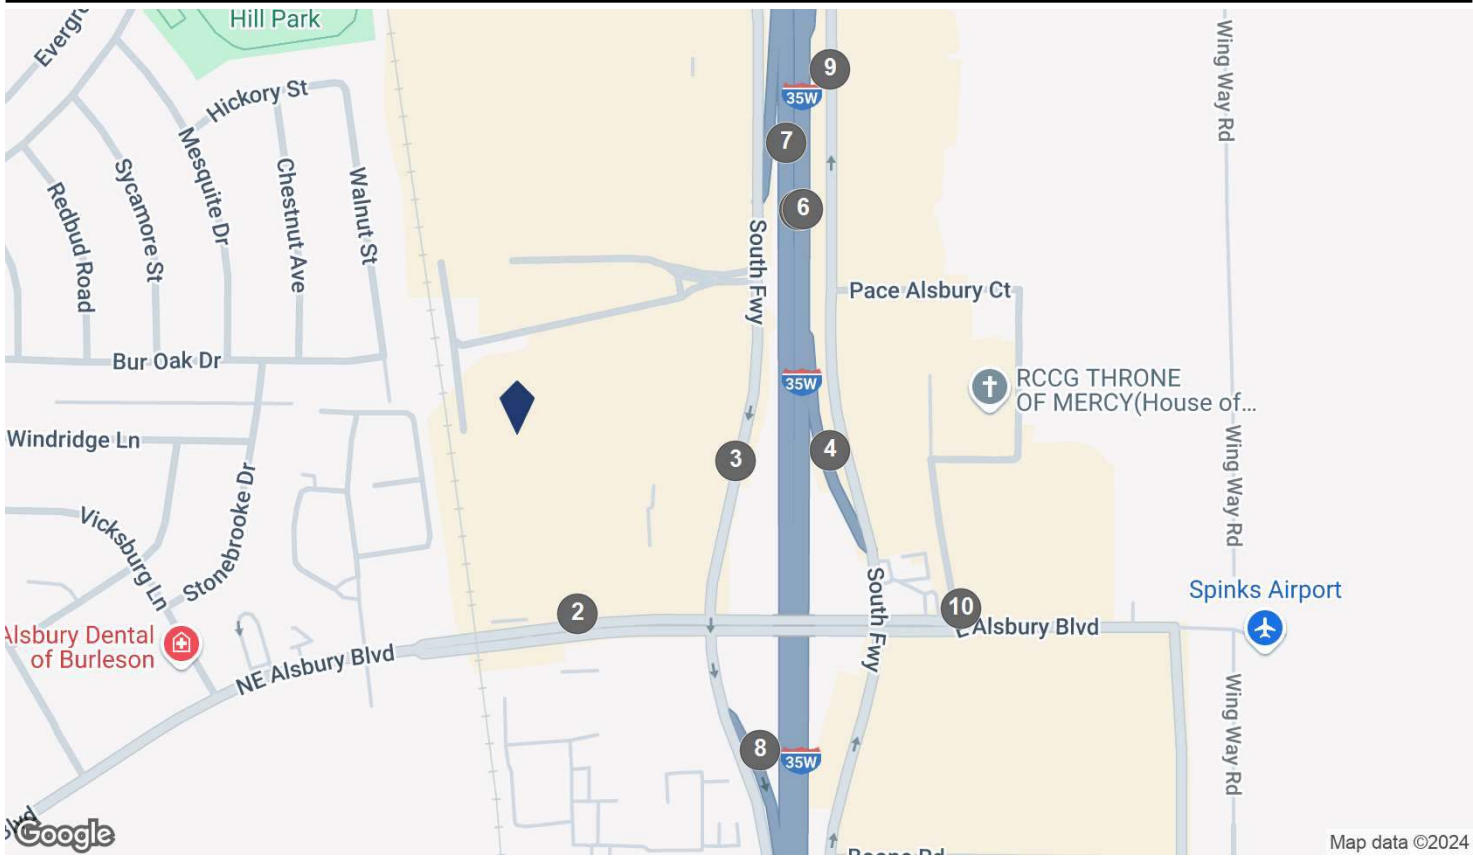 Hill Park
Evergr
Hickory St
Mesquite Dr
Sycamore St
Redbud Road
Chestnut Ave
Walnut St
9
35W
7
6
South Fwy
Wing Way Rd
Pace Alsbury Ct
Bur Oak Dr
35W
RCCG THRONE
OF MERCY(House of...
Windridge Ln
3
4
Wing Way Rd
Stonebrooke Dr
Vicksburg Ln
2
10
South Fwy
E Alsbury Blvd
Spinks Airport
Alsbury Dental
of Burleson
NE Alsbury Blvd
8
35W
Wing Way Rd
Blvd
Google
Map data ©2024